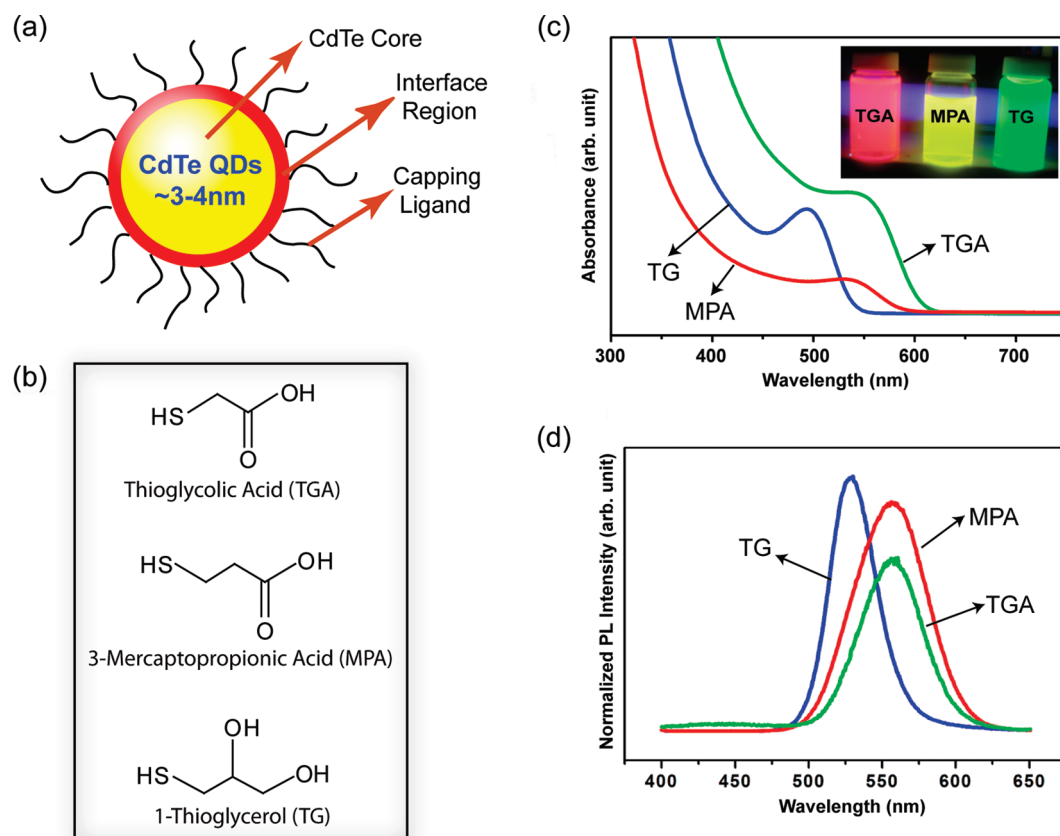 (a)
CdTe Core
Interface
Region
CdTe QDs
~3-4nm
Capping
Ligand
(b)
HS
OH
O
Thioglycolic Acid (TGA)
HS
OH
O
3-Mercaptopropionic Acid (MPA)
OH
HS
OH
1-Thioglycerol (TG)
(c)
Absorbance (arb. unit)
TGA
MPA
TG
TG
MPA
TGA
300 400 500 600 700
Wavelength (nm)
(d)
Normalized PL Intensity (arb. unit)
TG
MPA
TGA
400 450 500 550 600 650
Wavelength (nm)